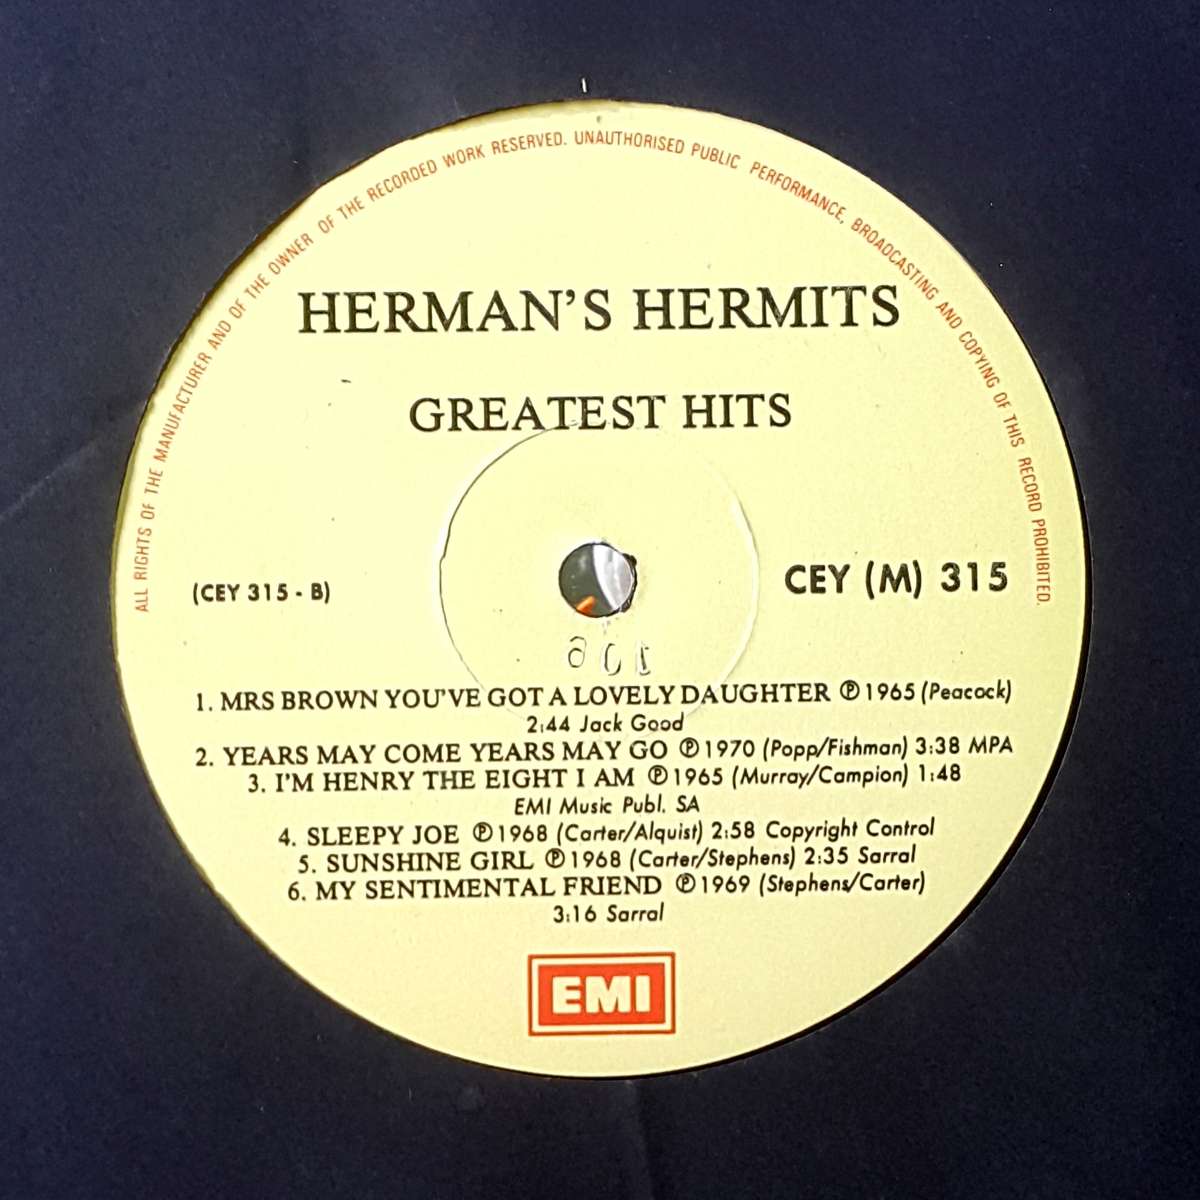 ALL RIGHTS OF THE MANUFACTURER AND OF THE OWNER OF THE RECORDED WORK RESERVED. UNAUTHORISED PUBLIC PERFORMANCE, BROADCASTING AND COPYING OF THIS RECORD PROHIBITED.
HERMAN'S HERMITS
GREATEST HITS
(CEY 315 - B)
CEY (M) 315
1. MRS BROWN YOU'VE GOT A LOVELY DAUGHTER ℗ 1965 (Peacock)
2:44 Jack Good
2. YEARS MAY COME YEARS MAY GO ℗ 1970 (Popp/Fishman) 3:38 MPA
3. I'M HENRY THE EIGHT I AM ℗ 1965 (Murray/Campion) 1:48
EMI Music Publ. SA
4. SLEEPY JOE ℗ 1968 (Carter/Alquist) 2:58 Copyright Control
5. SUNSHINE GIRL ℗ 1968 (Carter/Stephens) 2:35 Sarral
6. MY SENTIMENTAL FRIEND ℗ 1969 (Stephens/Carter)
3:16 Sarral
EMI